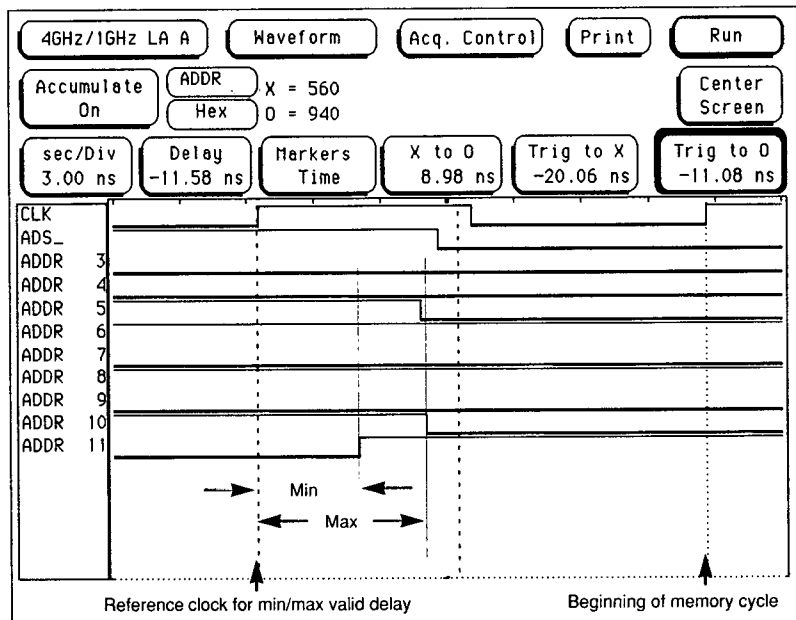 4GHz/1GHz LA A
Waveform
Acq. Control
Print
Run
Accumulate
On
ADDR
Hex
X = 560
O = 940
Center
Screen
sec/Div
3.00 ns
Delay
-11.58 ns
Markers
Time
X to O
8.98 ns
Trig to X
-20.06 ns
Trig to O
-11.08 ns
CLK
ADS_
ADDR 3
ADDR 4
ADDR 5
ADDR 6
ADDR 7
ADDR 8
ADDR 9
ADDR 10
ADDR 11
Min
Max
Reference clock for min/max valid delay
Beginning of memory cycle